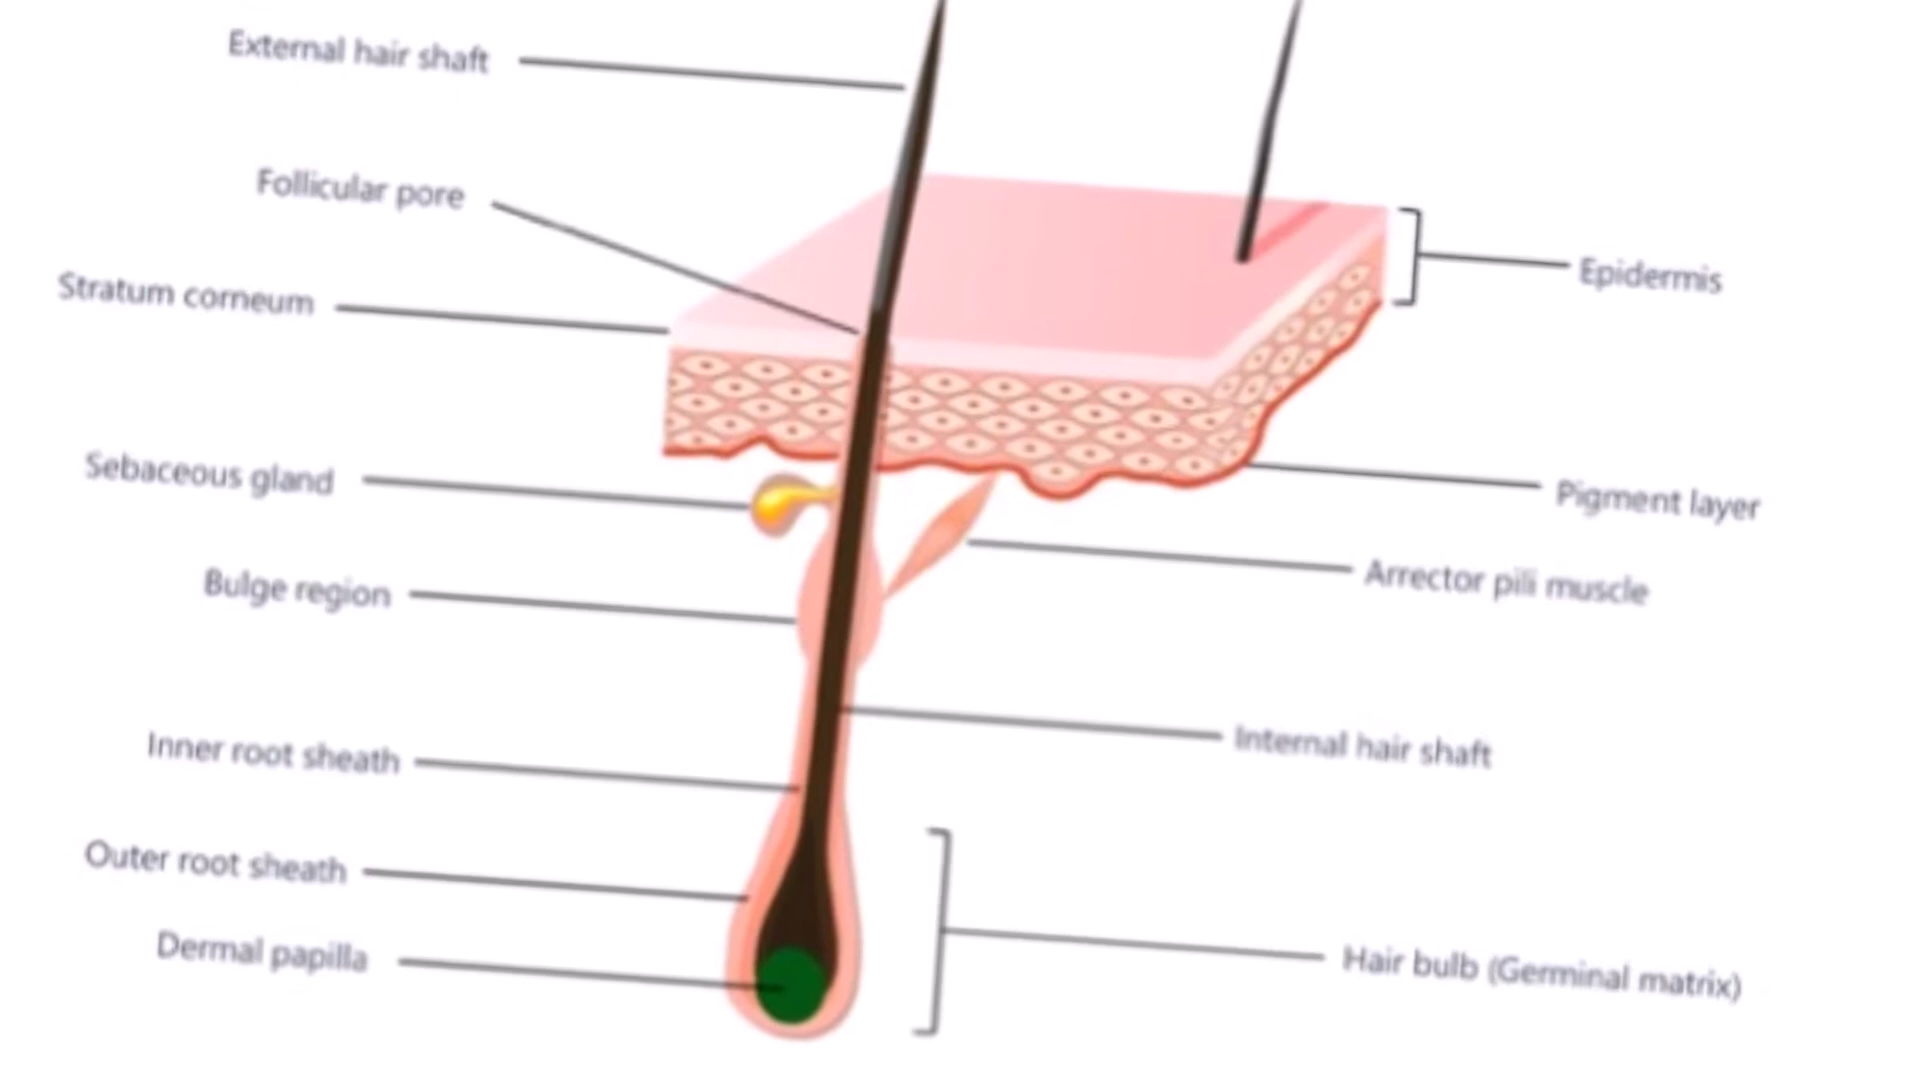 External hair shaft
Follicular pore
Stratum corneum
Epidermis
Sebaceous gland
Pigment layer
Arrector pili muscle
Bulge region
Internal hair shaft
Inner root sheath
Outer root sheath
Dermal papilla
Hair bulb (Germinal matrix)